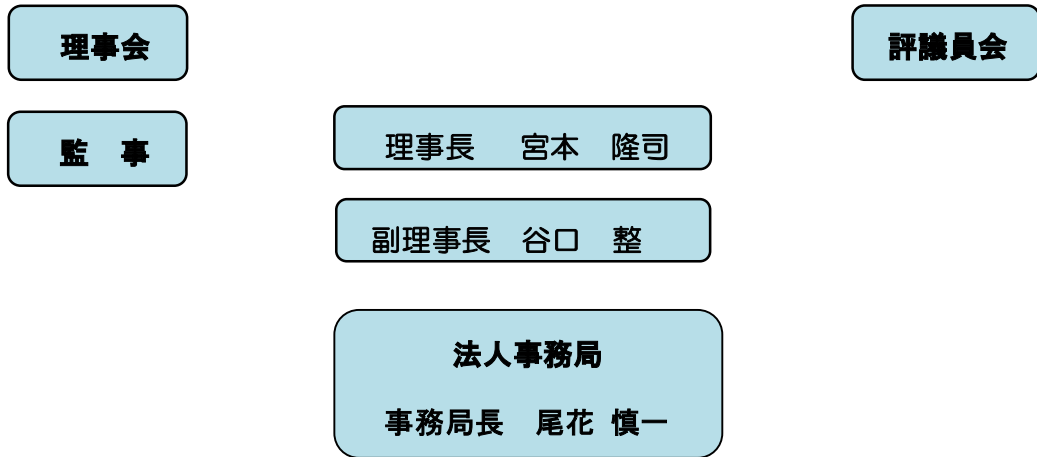 理事会
評議員会
監　事
理事長　宮本　隆司
副理事長　谷口　整
法人事務局
事務局長　尾花 慎一